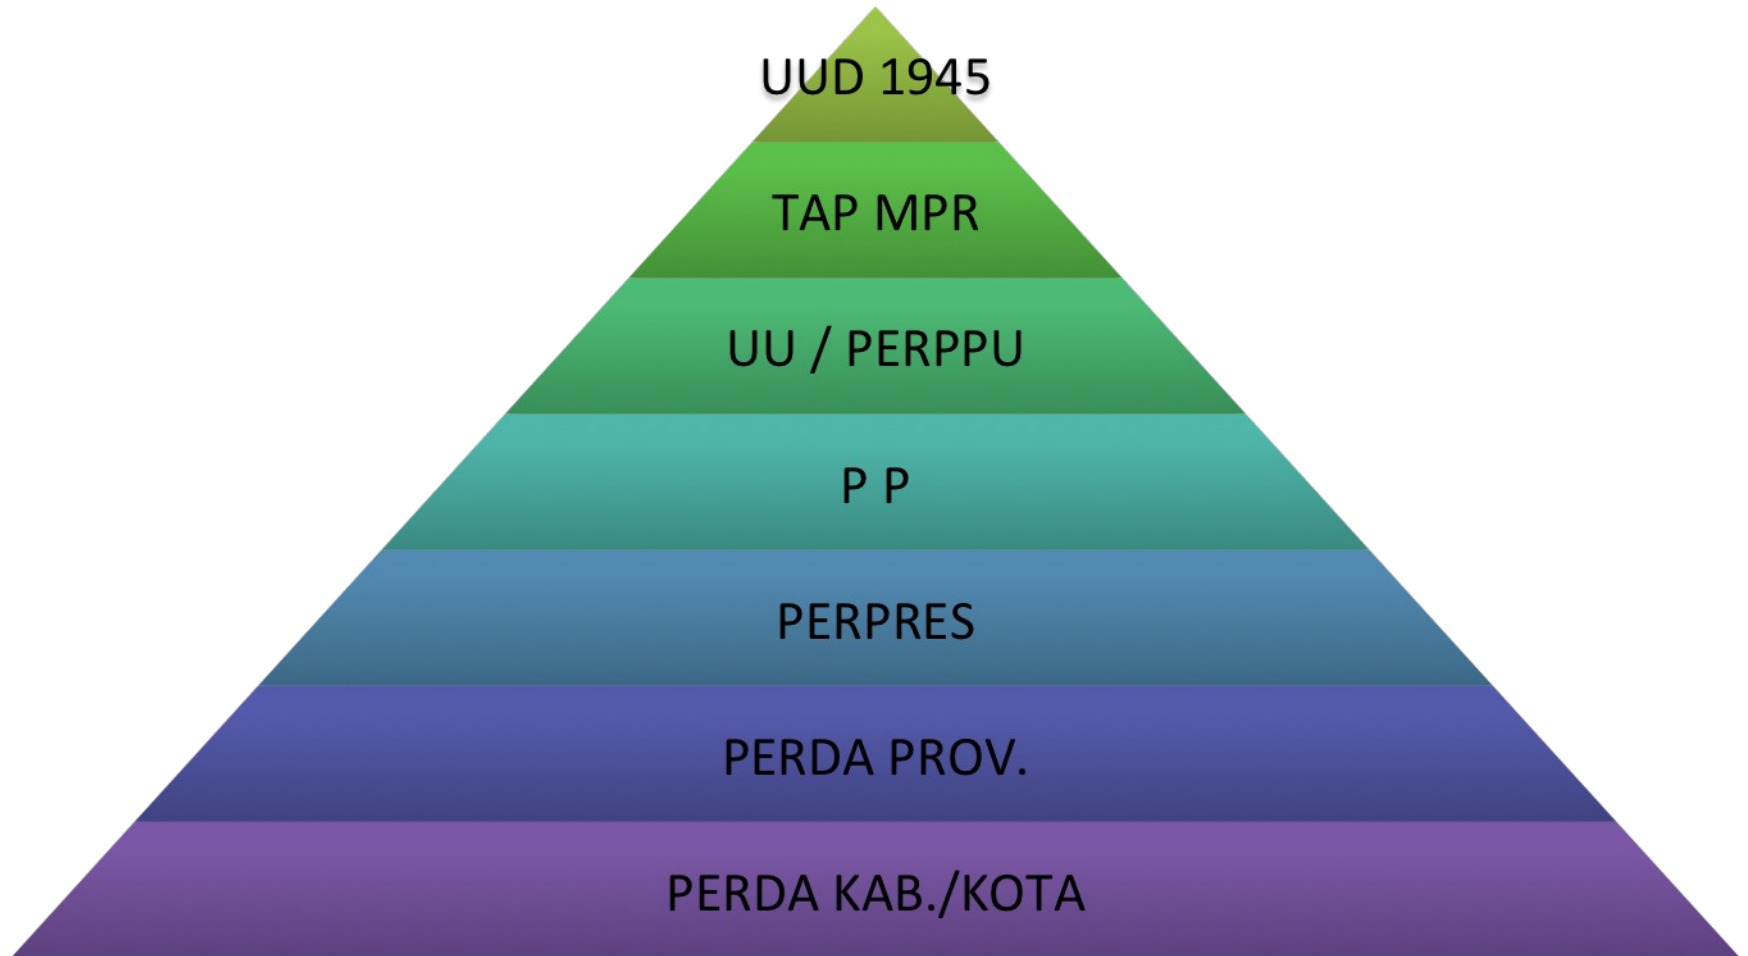 UUD 1945
TAP MPR
UU / PERPPU
P P
PERPRES
PERDA PROV.
PERDA KAB./KOTA